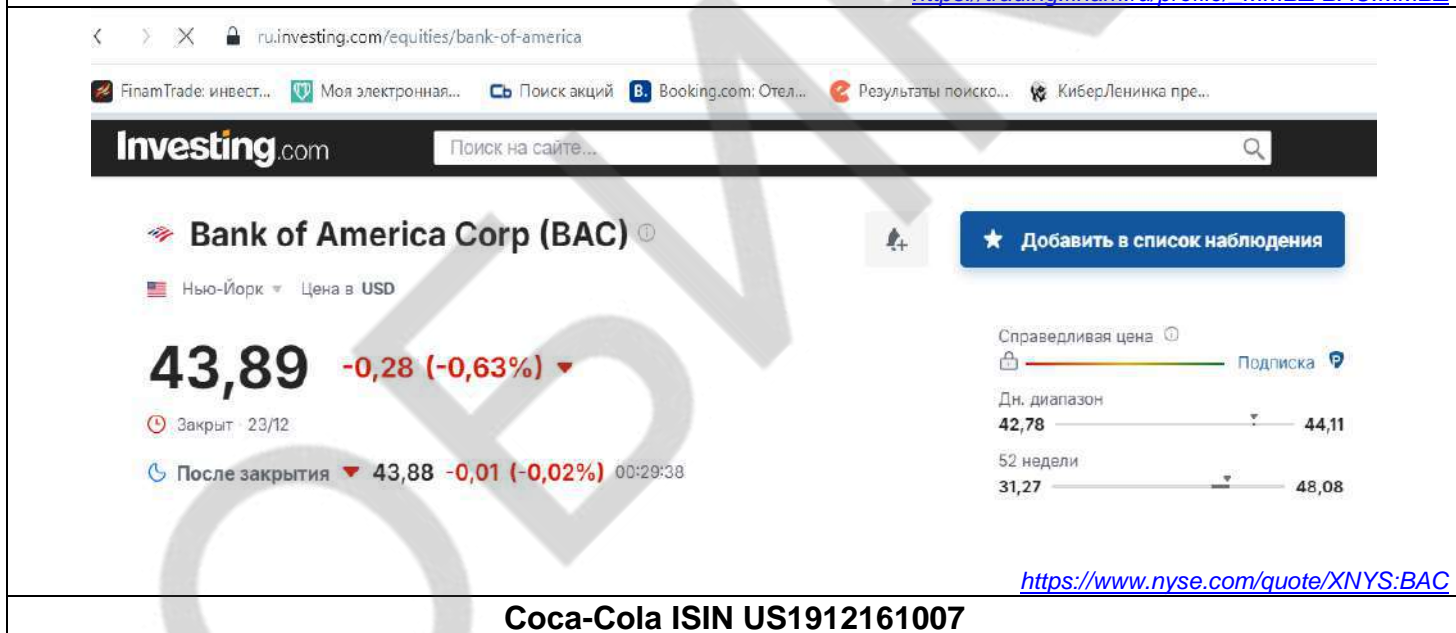 ru.investing.com/equities/bank-of-america
FinamTrade: инвест... Моя электронная... Поиск акций Booking.com: Отел... Результаты поиско... КиберЛенинка пре...
Investing.com Поиск на сайте...
Bank of America Corp (BAC)
Добавить в список наблюдения
Нью-Йорк Цена в USD
43,89 -0,28 (-0,63%)
Закрыт 23/12
После закрытия 43,88 -0,01 (-0,02%) 00:29:38
Справедливая цена
Подписка
Дн. диапазон
42,78 44,11
52 недели
31,27 48,08
https://www.nyse.com/quote/XNYS:BAC
Coca-Cola ISIN US1912161007